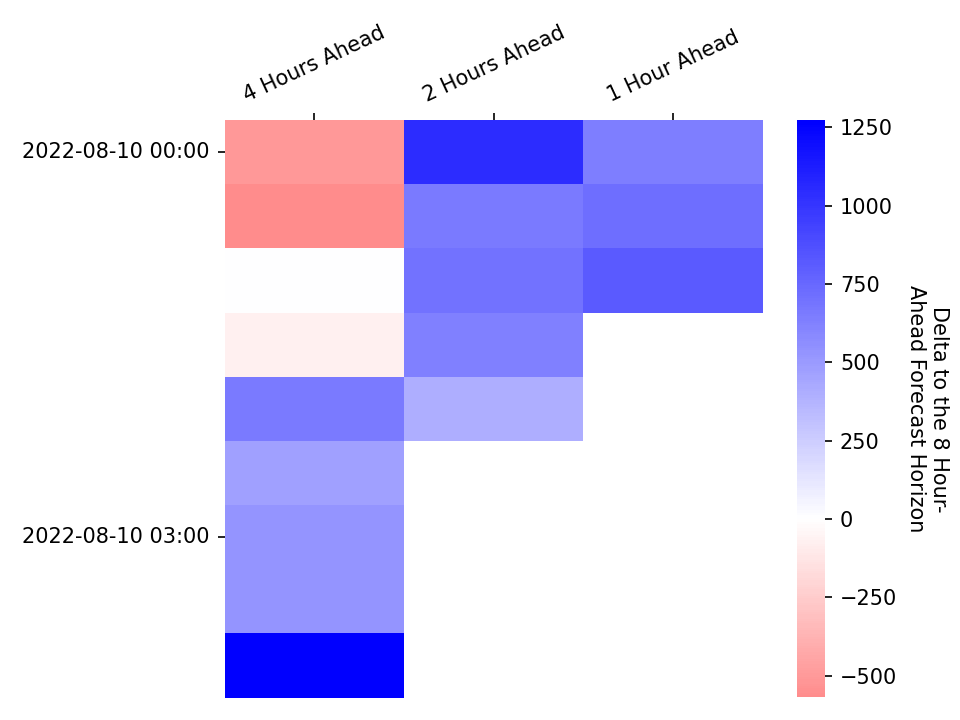 4 Hours Ahead
2 Hours Ahead
1 Hour Ahead
2022-08-10 00:00
2022-08-10 03:00
1250
1000
750
500
250
0
−250
−500
Delta to the 8 Hour-
Ahead Forecast Horizon